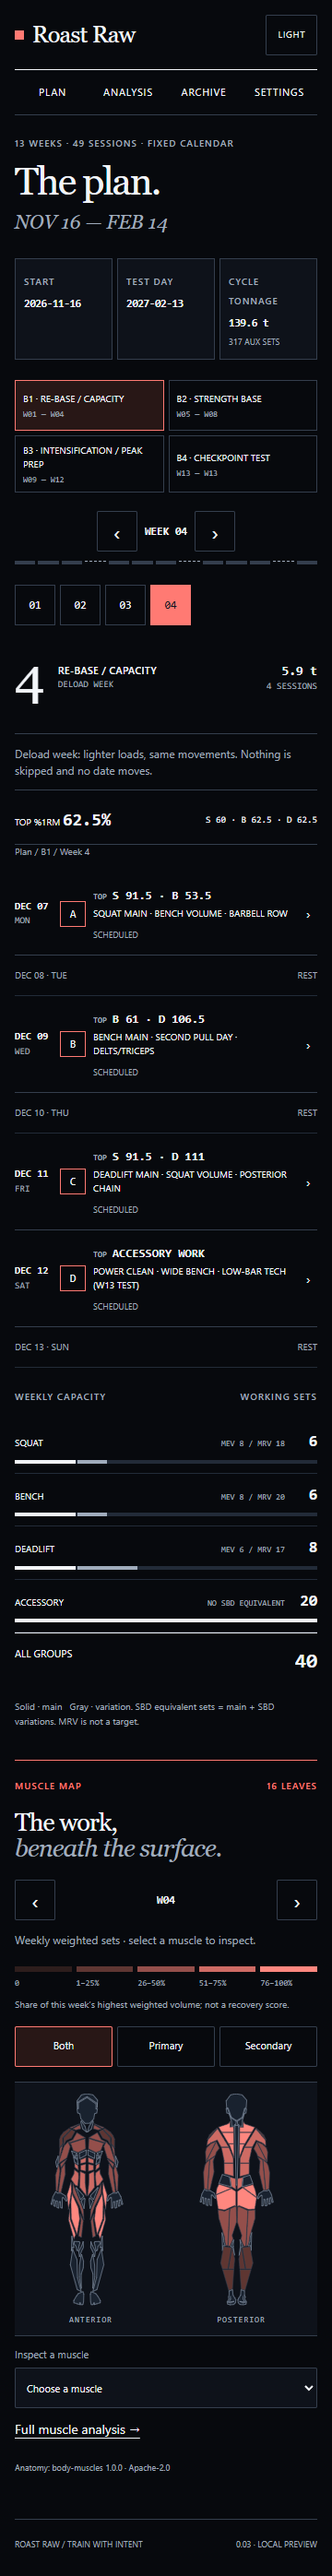 Roast Raw
LIGHT
PLAN ANALYSIS ARCHIVE SETTINGS
13 WEEKS · 49 SESSIONS · FIXED CALENDAR
The plan.
NOV 16 — FEB 14
START
2026-11-16
TEST DAY
2027-02-13
CYCLE
TONNAGE
139.6 t
317 AUX SETS
B1 · RE-BASE / CAPACITY
W01 — W04
B2 · STRENGTH BASE
W05 — W08
B3 · INTENSIFICATION / PEAK
PREP
W09 — W12
B4 · CHECKPOINT TEST
W13 — W13
‹ WEEK 04 ›
01 02 03 04
4
RE-BASE / CAPACITY
DELOAD WEEK
5.9 t
4 SESSIONS
Deload week: lighter loads, same movements. Nothing is
skipped and no date moves.
TOP %1RM 62.5%
S 60 · B 62.5 · D 62.5
Plan / B1 / Week 4
DEC 07
MON
A
TOP S 91.5 · B 53.5
SQUAT MAIN · BENCH VOLUME · BARBELL ROW
SCHEDULED
›
DEC 08 · TUE REST
DEC 09
WED
B
TOP B 61 · D 106.5
BENCH MAIN · SECOND PULL DAY ·
DELTS/TRICEPS
SCHEDULED
›
DEC 10 · THU REST
DEC 11
FRI
C
TOP S 91.5 · D 111
DEADLIFT MAIN · SQUAT VOLUME · POSTERIOR
CHAIN
SCHEDULED
›
DEC 12
SAT
D
TOP ACCESSORY WORK
POWER CLEAN · WIDE BENCH · LOW-BAR TECH
(W13 TEST)
SCHEDULED
›
DEC 13 · SUN REST
WEEKLY CAPACITY WORKING SETS
SQUAT MEV 8 / MRV 18 6
BENCH MEV 8 / MRV 20 6
DEADLIFT MEV 6 / MRV 17 8
ACCESSORY NO SBD EQUIVALENT 20
ALL GROUPS 40
Solid · main Gray · variation. SBD equivalent sets = main + SBD
variations. MRV is not a target.
MUSCLE MAP 16 LEAVES
The work,
beneath the surface.
‹ W04 ›
Weekly weighted sets · select a muscle to inspect.
0 1–25% 26–50% 51–75% 76–100%
Share of this week's highest weighted volume; not a recovery score.
Both Primary Secondary
ANTERIOR POSTERIOR
Inspect a muscle
Choose a muscle
Full muscle analysis →
Anatomy: body-muscles 1.0.0 · Apache-2.0
ROAST RAW / TRAIN WITH INTENT 0.03 · LOCAL PREVIEW